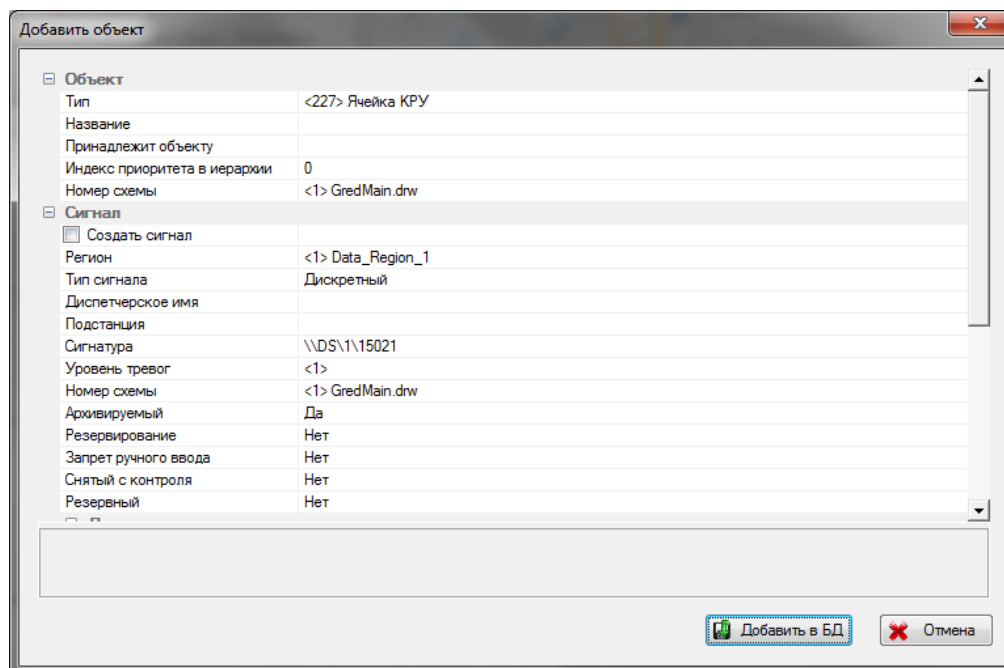 Добавить объект
Объект
Тип <227> Ячейка КРУ
Название
Принадлежит объекту
Индекс приоритета в иерархии 0
Номер схемы <1> GredMain.drw
Сигнал
Создать сигнал
Регион <1> Data_Region_1
Тип сигнала Дискретный
Диспетчерское имя
Подстанция
Сигнатура \\DS\1\15021
Уровень тревог <1>
Номер схемы <1> GredMain.drw
Архивируемый Да
Резервирование Нет
Запрет ручного ввода Нет
Снятый с контроля Нет
Резервный Нет
Добавить в БД Отмена